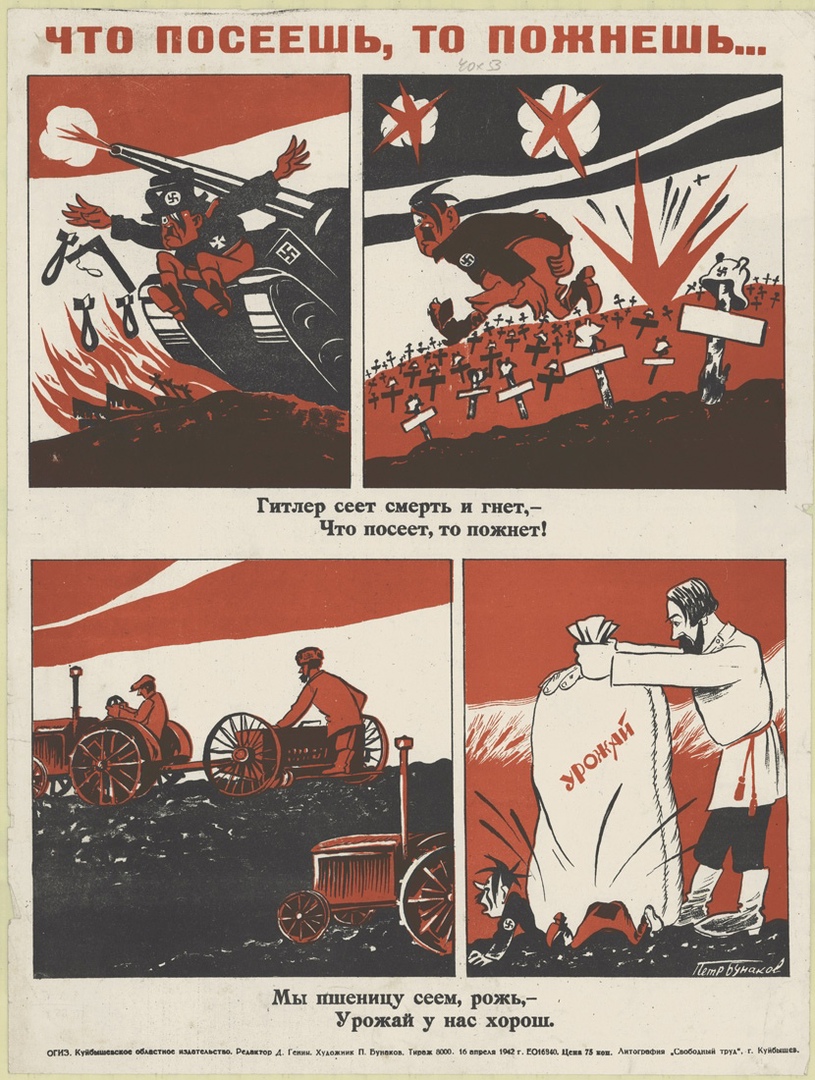 ЧТО ПОСЕЕШЬ, ТО ПОЖНЕШЬ...
40x53
Гитлер сеет смерть и гнет,–
Что посеет, то пожнет!
УРОЖАЙ
Петр Бунаков
Мы пшеницу сеем, рожь,–
Урожай у нас хорош.
ОГИЗ. Куйбышевское областное издательство. Редактор Д. Генин. Художник П. Бунаков. Тираж 8000. 16 апреля 1942 г. ЕО16340. Цена 75 коп. Литография „Свободный труд“, г. Куйбышев.